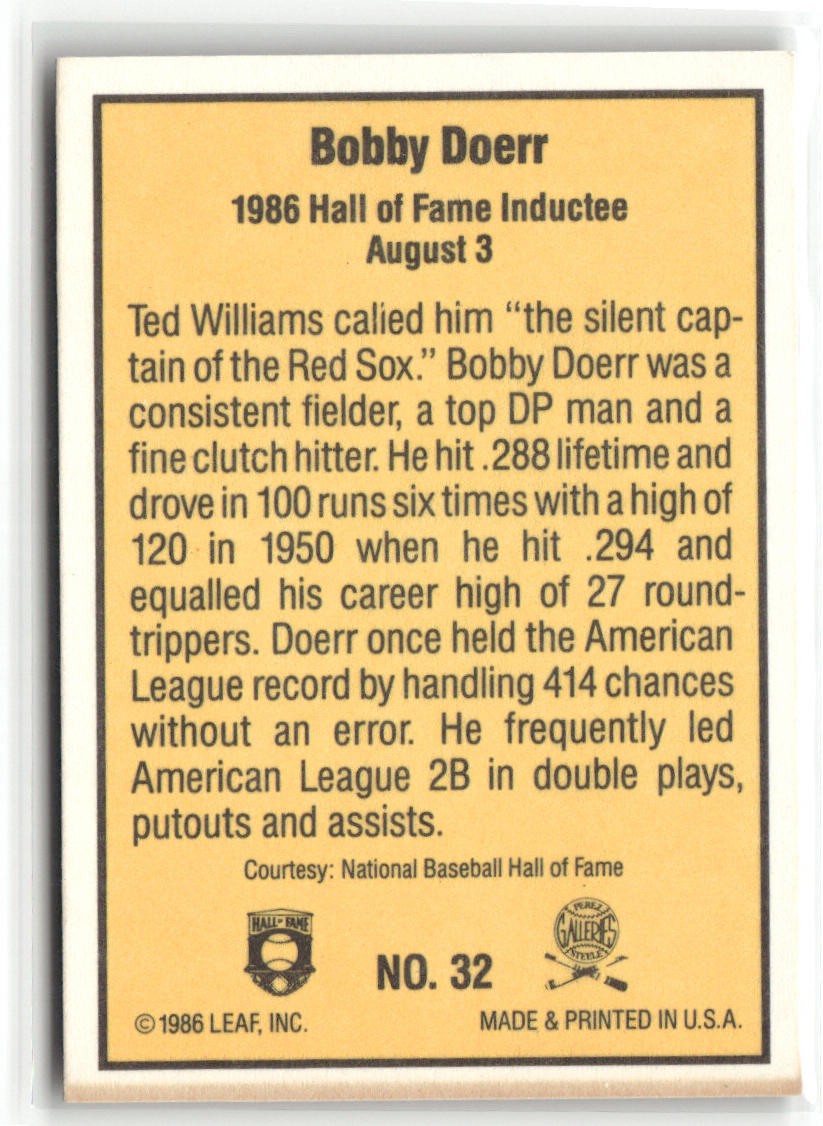 Bobby Doerr
1986 Hall of Fame Inductee
August 3
Ted Williams called him “the silent cap-
tain of the Red Sox.” Bobby Doerr was a
consistent fielder, a top DP man and a
fine clutch hitter. He hit .288 lifetime and
drove in 100 runs six times with a high of
120 in 1950 when he hit .294 and
equalled his career high of 27 round-
trippers. Doerr once held the American
League record by handling 414 chances
without an error. He frequently led
American League 2B in double plays,
putouts and assists.
Courtesy: National Baseball Hall of Fame
HALL OF FAME
PEREZ
GALLERIES
STEELE
NO. 32
© 1986 LEAF, INC.
MADE & PRINTED IN U.S.A.